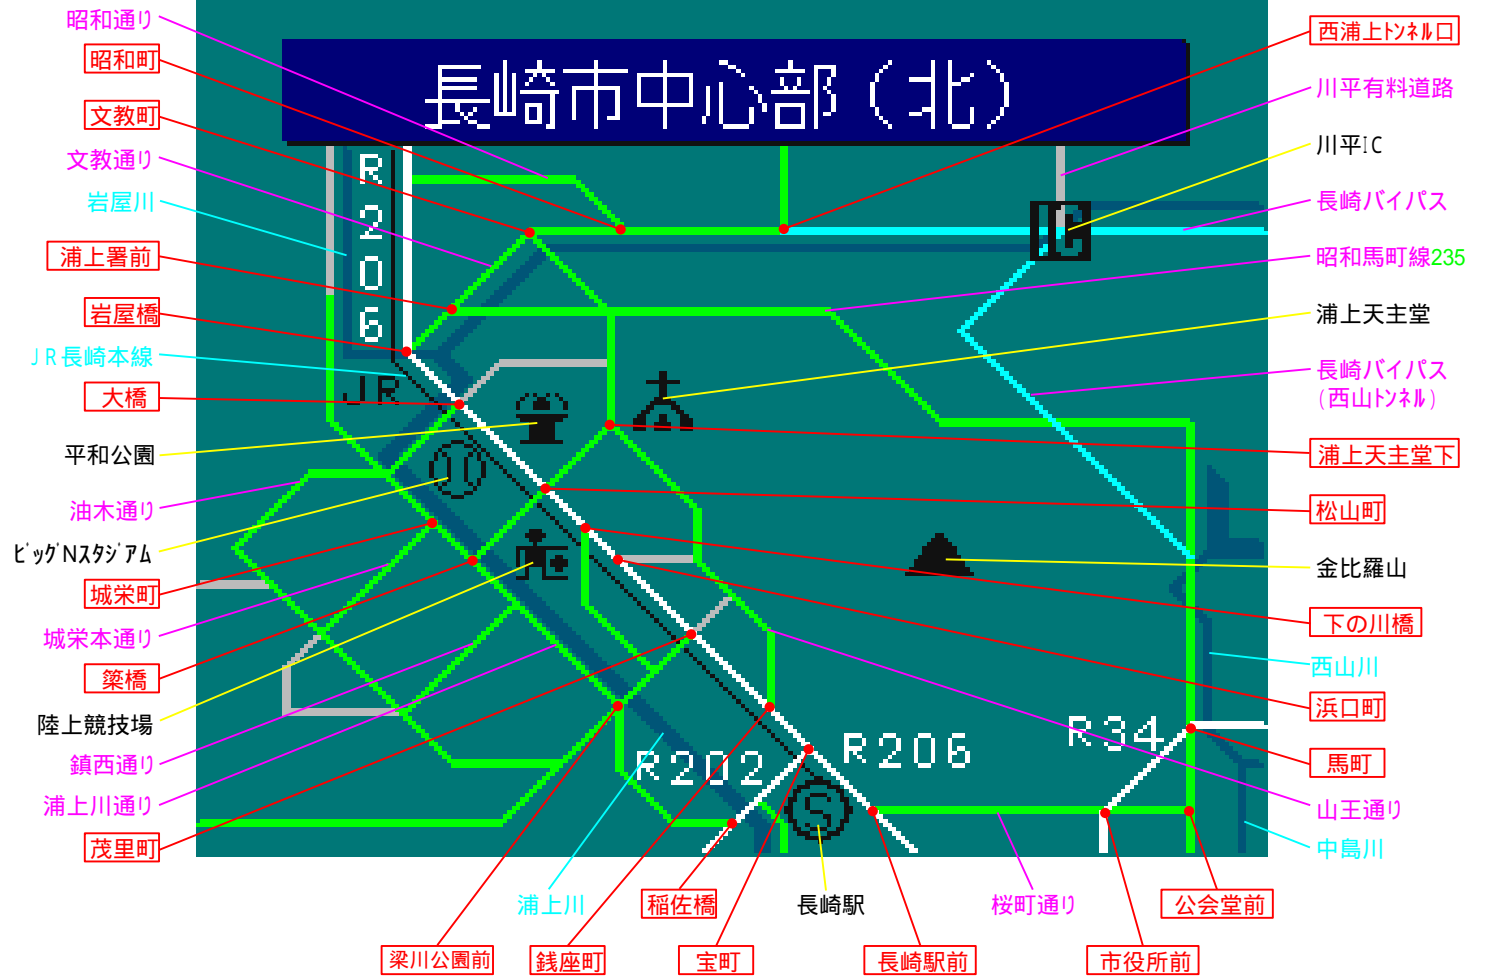 昭和通り
昭和町
文教町
文教通り
岩屋川
浦上署前
岩屋橋
JR長崎本線
大橋
平和公園
油木通り
ビッグNスタジアム
城栄町
城栄本通り
簗橋
陸上競技場
鎮西通り
浦上川通り
茂里町
長崎市中心部(北)
R206
JR
R202
R206
R34
S
IC
西浦上トンネル口
川平有料道路
川平IC
長崎バイパス
昭和馬町線235
浦上天主堂
長崎バイパス
(西山トンネル)
浦上天主堂下
松山町
金比羅山
下の川橋
西山川
浜口町
馬町
山王通り
中島川
浦上川
稲佐橋
長崎駅
桜町通り
公会堂前
梁川公園前
銭座町
宝町
長崎駅前
市役所前